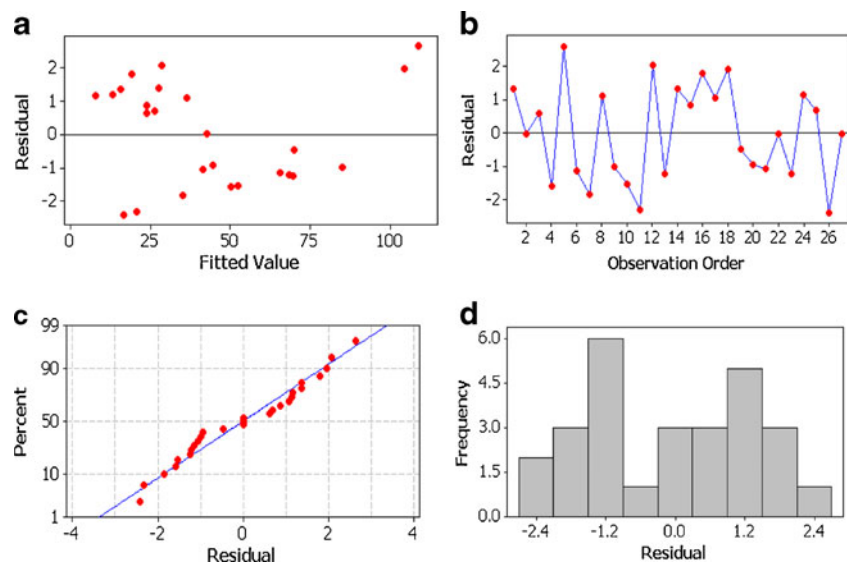 a
Residual
2
1
0
-1
-2
0 25 50 75 100
Fitted Value
b
Residual
2
1
0
-1
-2
2 4 6 8 10 12 14 16 18 20 22 24 26
Observation Order
c
Percent
99
90
50
10
1
-4 -2 0 2 4
Residual
d
Frequency
6.0
4.5
3.0
1.5
0.0
-2.4 -1.2 0.0 1.2 2.4
Residual